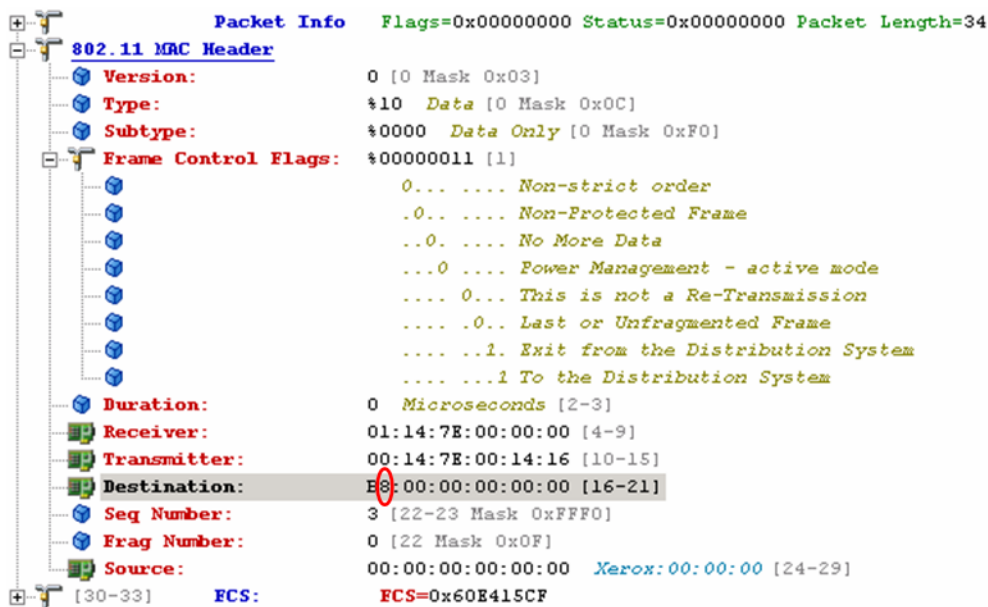 Packet Info Flags=0x00000000 Status=0x00000000 Packet Length=34
802.11 MAC Header
Version: 0 [0 Mask 0x03]
Type: %10 Data [0 Mask 0x0C]
Subtype: %0000 Data Only [0 Mask 0xF0]
Frame Control Flags: %00000011 [1]
0... .... Non-strict order
.0.. .... Non-Protected Frame
..0. .... No More Data
...0 .... Power Management - active mode
.... 0... This is not a Re-Transmission
.... .0.. Last or Unfragmented Frame
.... ..1. Exit from the Distribution System
.... ...1 To the Distribution System
Duration: 0 Microseconds [2-3]
Receiver: 01:14:7E:00:00:00 [4-9]
Transmitter: 00:14:7E:00:14:16 [10-15]
Destination: E8:00:00:00:00:00 [16-21]
Seq Number: 3 [22-23 Mask 0xFFF0]
Frag Number: 0 [22 Mask 0x0F]
Source: 00:00:00:00:00:00 Xerox:00:00:00 [24-29]
[30-33] FCS: FCS=0x60E415CF